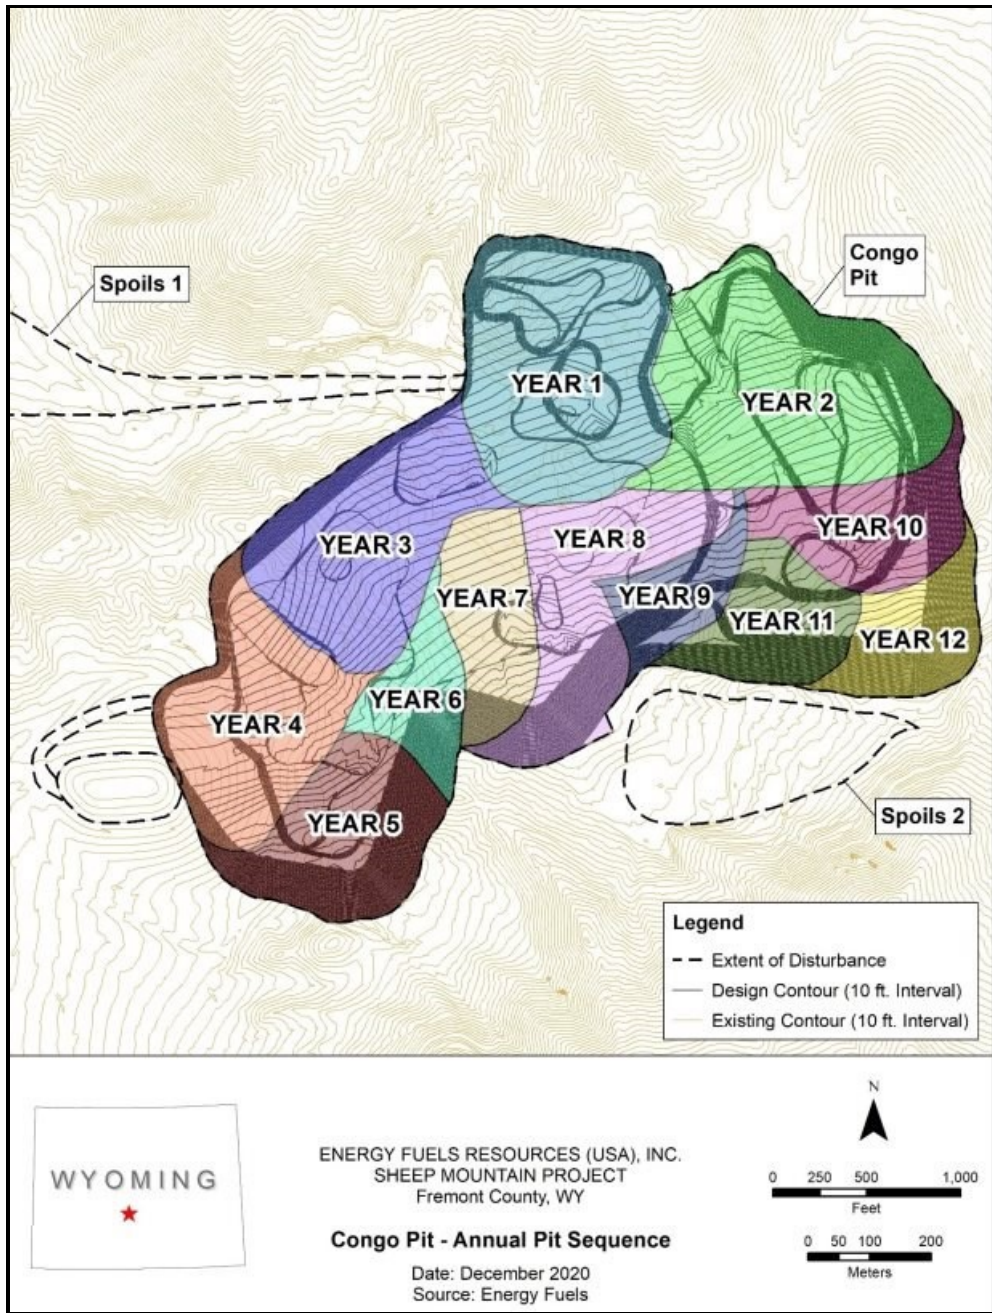 Spoils 1
Congo
Pit
YEAR 1
YEAR 2
YEAR 3
YEAR 8
YEAR 10
YEAR 7
YEAR 9
YEAR 11
YEAR 12
YEAR 6
YEAR 4
YEAR 5
Spoils 2
Legend
Extent of Disturbance
Design Contour (10 ft. Interval)
Existing Contour (10 ft. Interval)
WYOMING
ENERGY FUELS RESOURCES (USA), INC.
SHEEP MOUNTAIN PROJECT
Fremont County, WY
Congo Pit - Annual Pit Sequence
Date: December 2020
Source: Energy Fuels
N
0 250 500 1,000
Feet
0 50 100 200
Meters